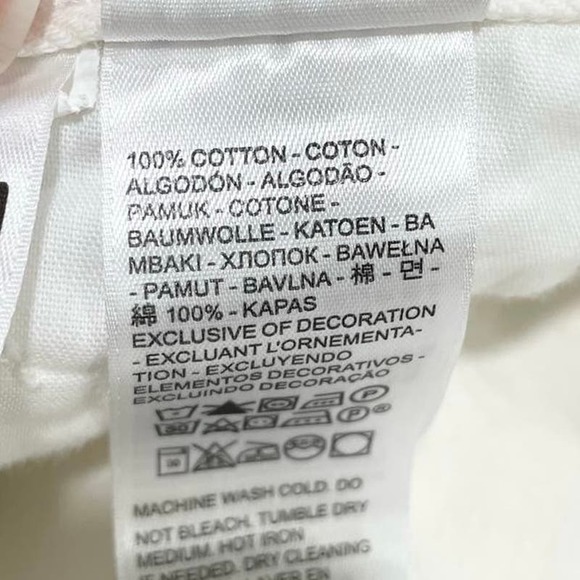 100% COTTON - COTON -
ALGODÓN - ALGODÃO -
PAMUK - COTONE -
BAUMWOLLE - KATOEN - BA
MBAKI - ХЛОПОК - BAWEŁNA
- PAMUT - BAVLNA - 棉 - 면 -
綿 100% - KAPAS
EXCLUSIVE OF DECORATION
- EXCLUANT L'ORNEMENTA-
TION - EXCLUYENDO
ELEMENTOS DECORATIVOS -
EXCLUINDO DECORAÇÃO
MACHINE WASH COLD. DO
NOT BLEACH. TUMBLE DRY
MEDIUM. HOT IRON
IF NEEDED. DRY CLEANING